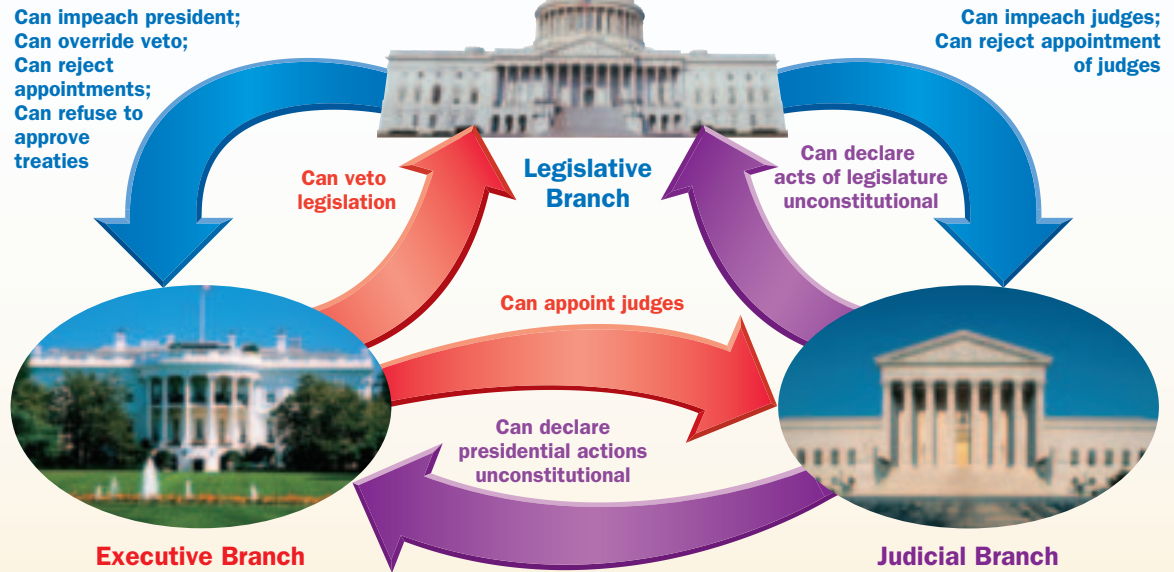 Can impeach president;
Can override veto;
Can reject
appointments;
Can refuse to
approve
treaties
Can impeach judges;
Can reject appointment
of judges
Legislative
Branch
Can veto
legislation
Can declare
acts of legislature
unconstitutional
Can appoint judges
Can declare
presidential actions
unconstitutional
Executive Branch
Judicial Branch